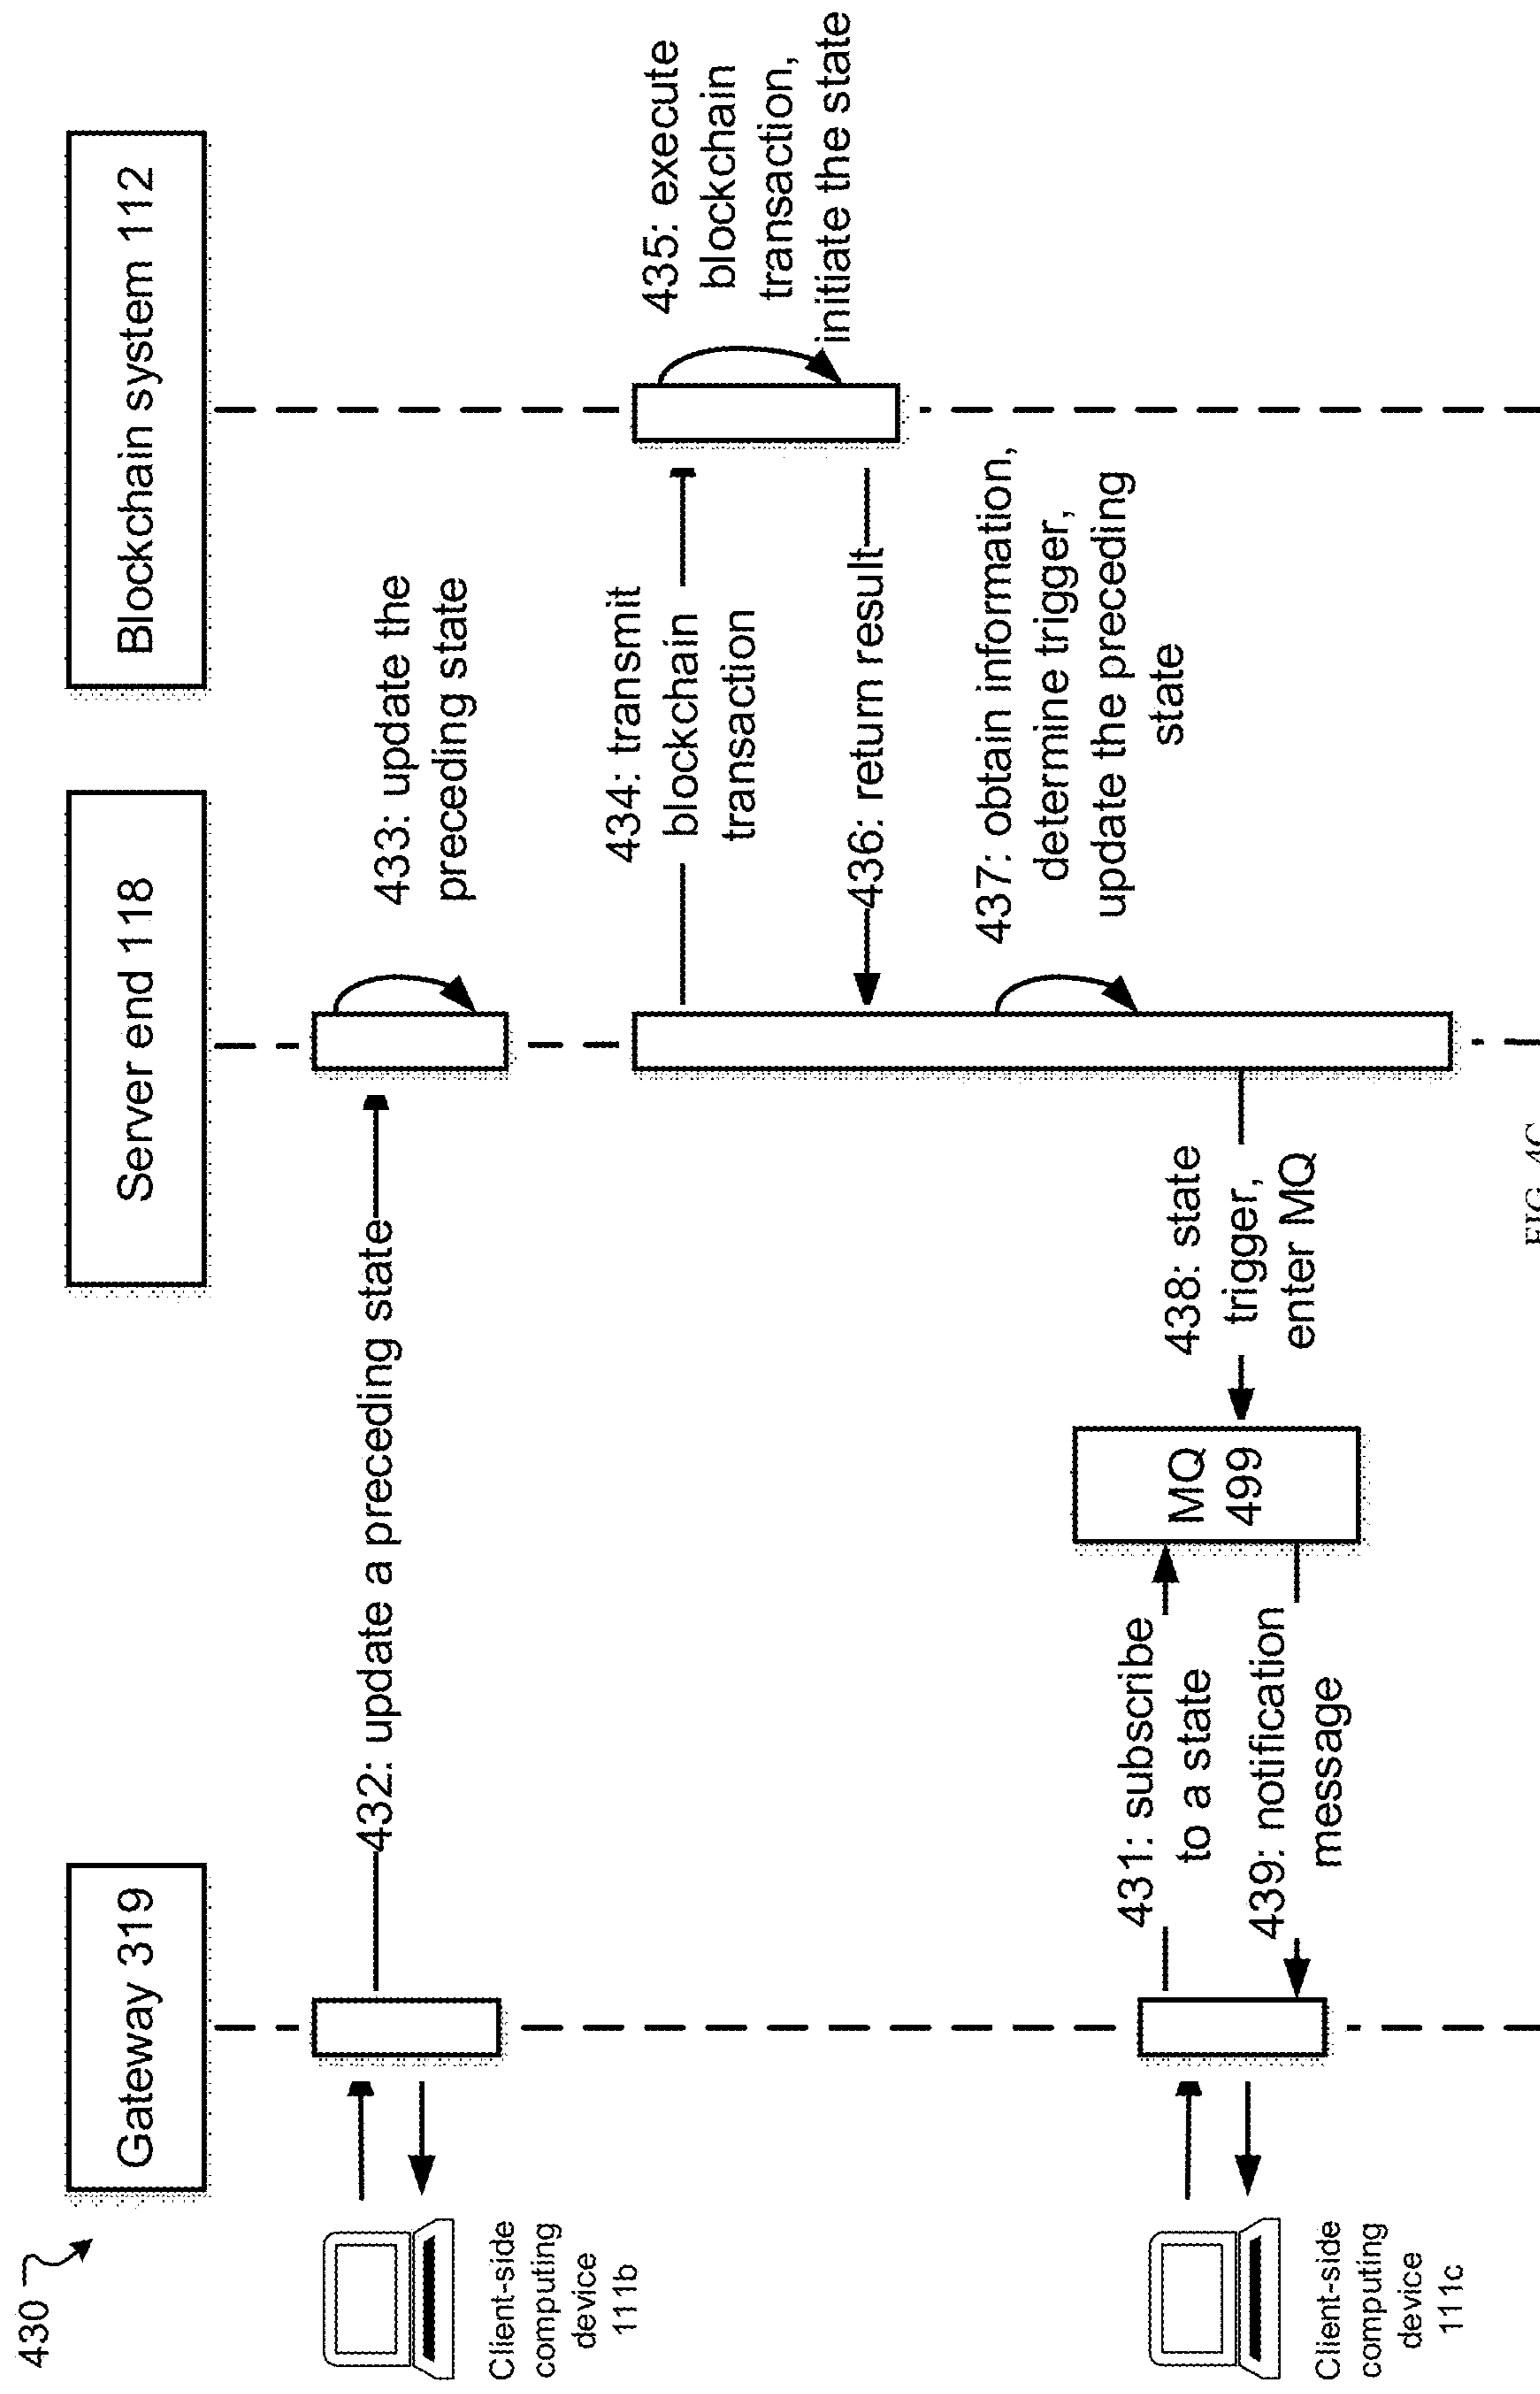 430
Gateway 319
Server end 118
Blockchain system 112
Client-side
computing
device
111b
432: update a preceding state
433: update the
preceding state
434: transmit
blockchain
transaction
435: execute
blockchain
transaction,
initiate the state
436: return result
437: obtain information,
determine trigger,
update the preceding
state
Client-side
computing
device
111c
431: subscribe
to a state
439: notification
message
MQ
499
438: state
trigger,
enter MQ
FIG. 4C